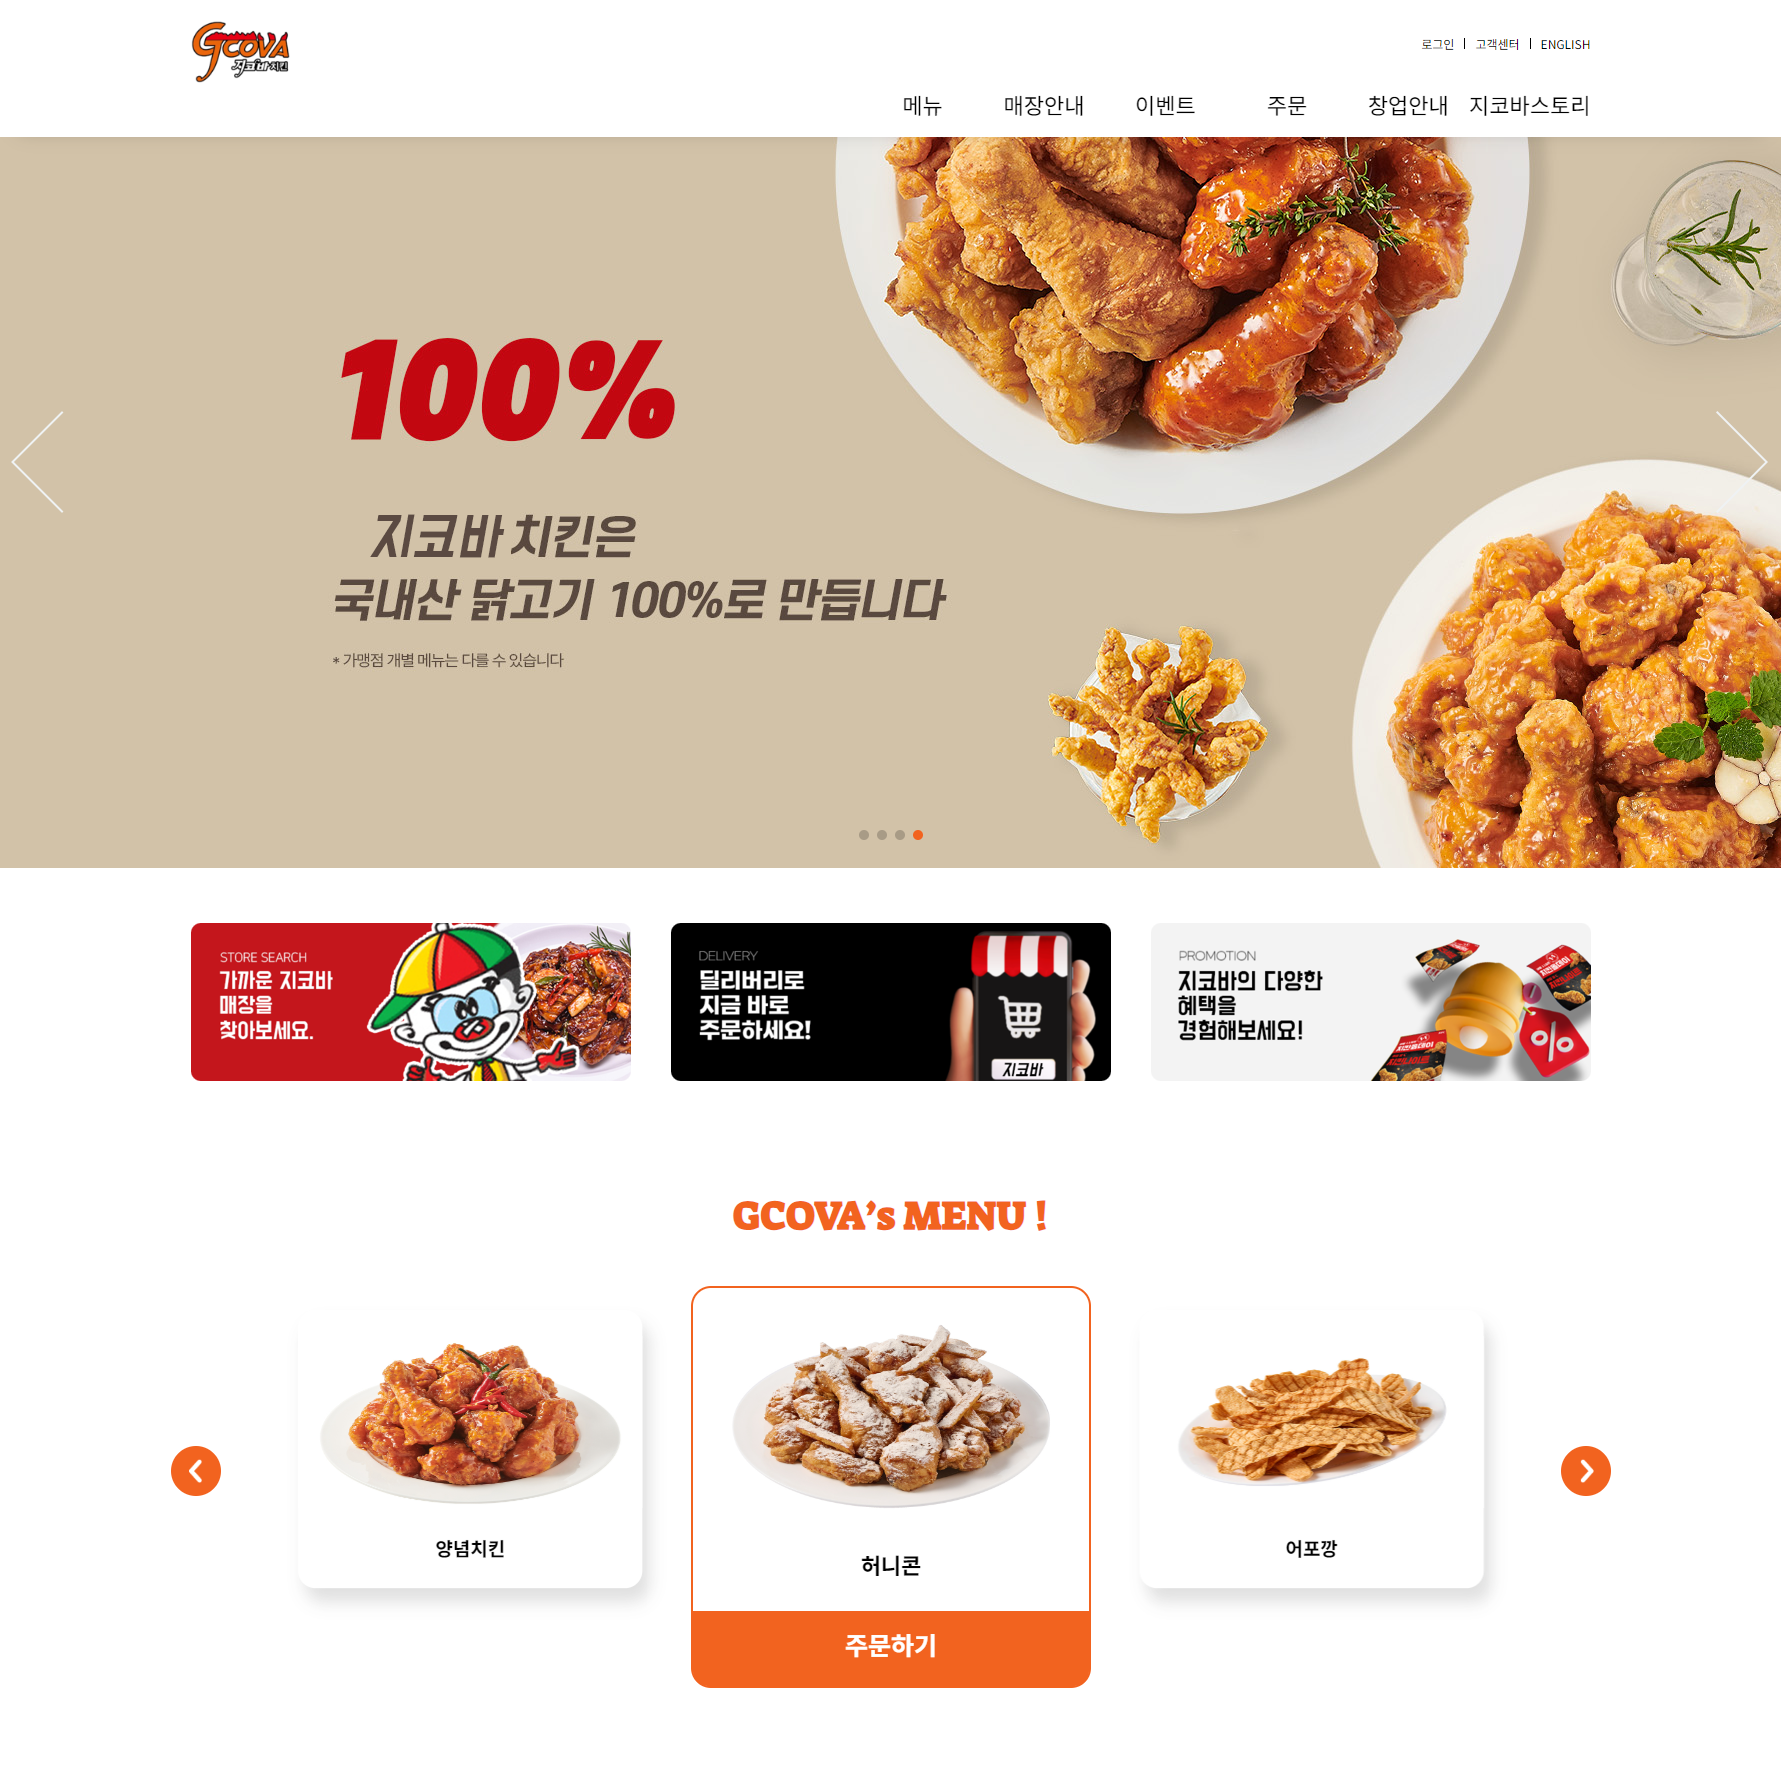 GCOVA
지코바치킨
로그인 | 고객센터 | ENGLISH
메뉴 매장안내 이벤트 주문 창업안내 지코바스토리
100%
지코바 치킨은
국내산 닭고기 100%로 만듭니다
* 가맹점 개별 메뉴는 다를 수 있습니다
STORE SEARCH
가까운 지코바
매장을
찾아보세요.
DELIVERY
딜리버리로
지금 바로
주문하세요!
지코바
PROMOTION
지코바의 다양한
혜택을
경험해보세요!
%
GCOVA's MENU !
양념치킨
허니콘
어포깡
주문하기